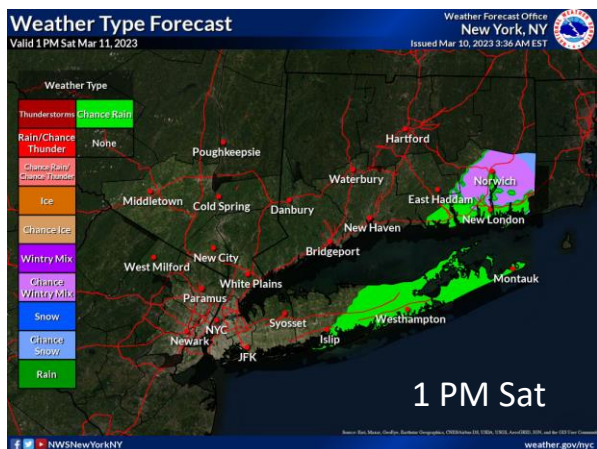 Weather Type Forecast
Valid 1 PM Sat Mar 11, 2023
Weather Forecast Office
New York, NY
Issued Mar 10, 2023 3:36 AM EST
Weather Type
Thunderstorms
Chance Rain
Rain/Chance
Thunder
None
Chance Rain/
Chance Thunder
Ice
Chance Ice
Wintry Mix
Chance
Wintry Mix
Snow
Chance
Snow
Rain
Hartford
Poughkeepsie
Waterbury
Norwich
Middletown
Cold Spring
Danbury
East Haddam
New London
New Haven
Bridgeport
New City
West Milford
White Plains
Montauk
Paramus
NYC
Syosset
Westhampton
Newark
Islip
JFK
1 PM Sat
NWSNewYorkNY
weather.gov/nyc